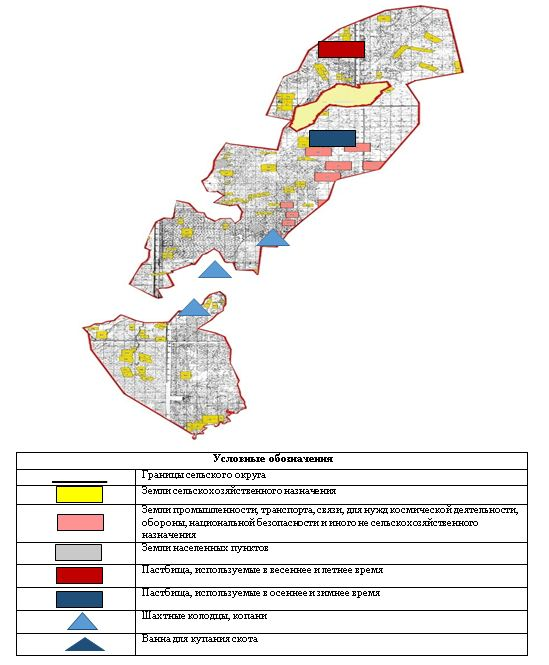 Условные обозначения
Границы сельского округа
Земли сельскохозяйственного назначения
Земли промышленности, транспорта, связи, для нужд космической деятельности,
обороны, национальной безопасности и иного не сельскохозяйственного
назначения
Земли населенных пунктов
Пастбища, используемые в весеннее и летнее время
Пастбища, используемые в осеннее и зимнее время
Шахтные колодцы, копани
Ванна для купания скота